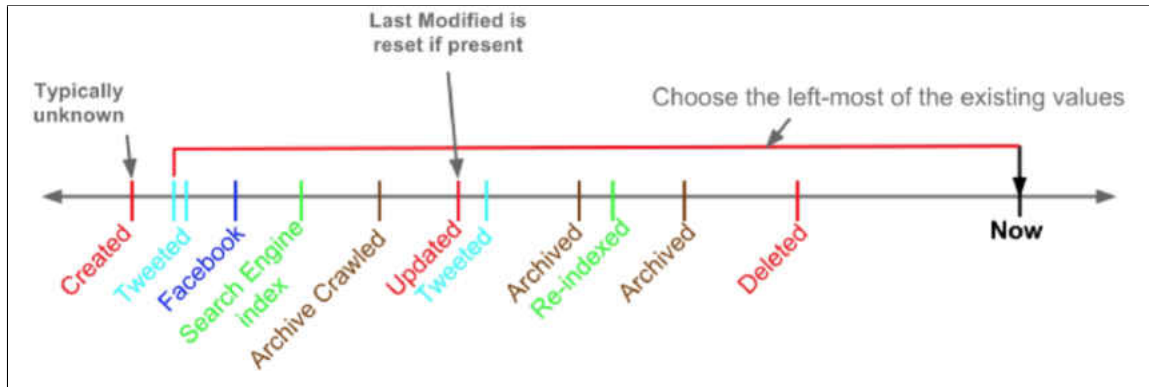 Last Modified is
reset if present
Typically
unknown
Choose the left-most of the existing values
Created
Tweeted
Facebook
Search Engine
index
Archive Crawled
Updated
Tweeted
Archived
Re-indexed
Archived
Deleted
Now